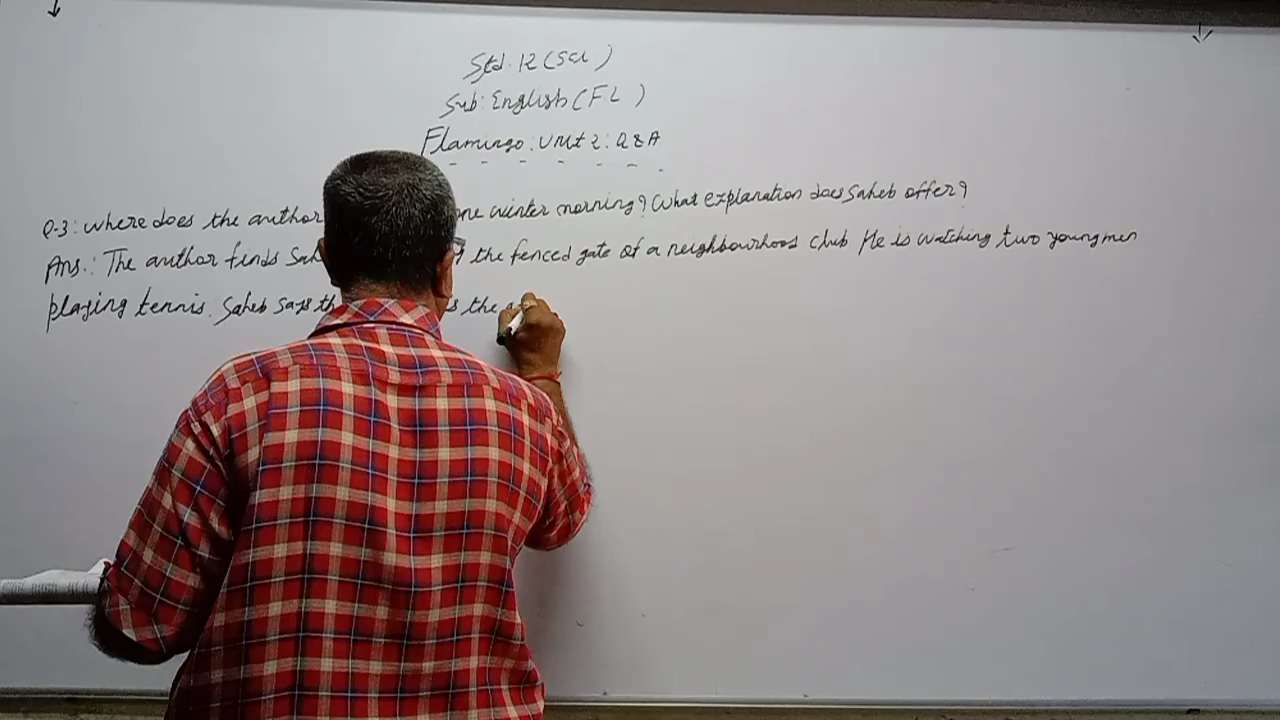 Std. 12 (Sci)
Sub: English (FL)
Flamingo: Unit 2: Q & A
Q-3: Where does the author one winter morning? What explanation does Saheb offer?
Ans.: The author finds the fenced gate of a neighbourhood club He is watching two young men
playing tennis. Saheb says the